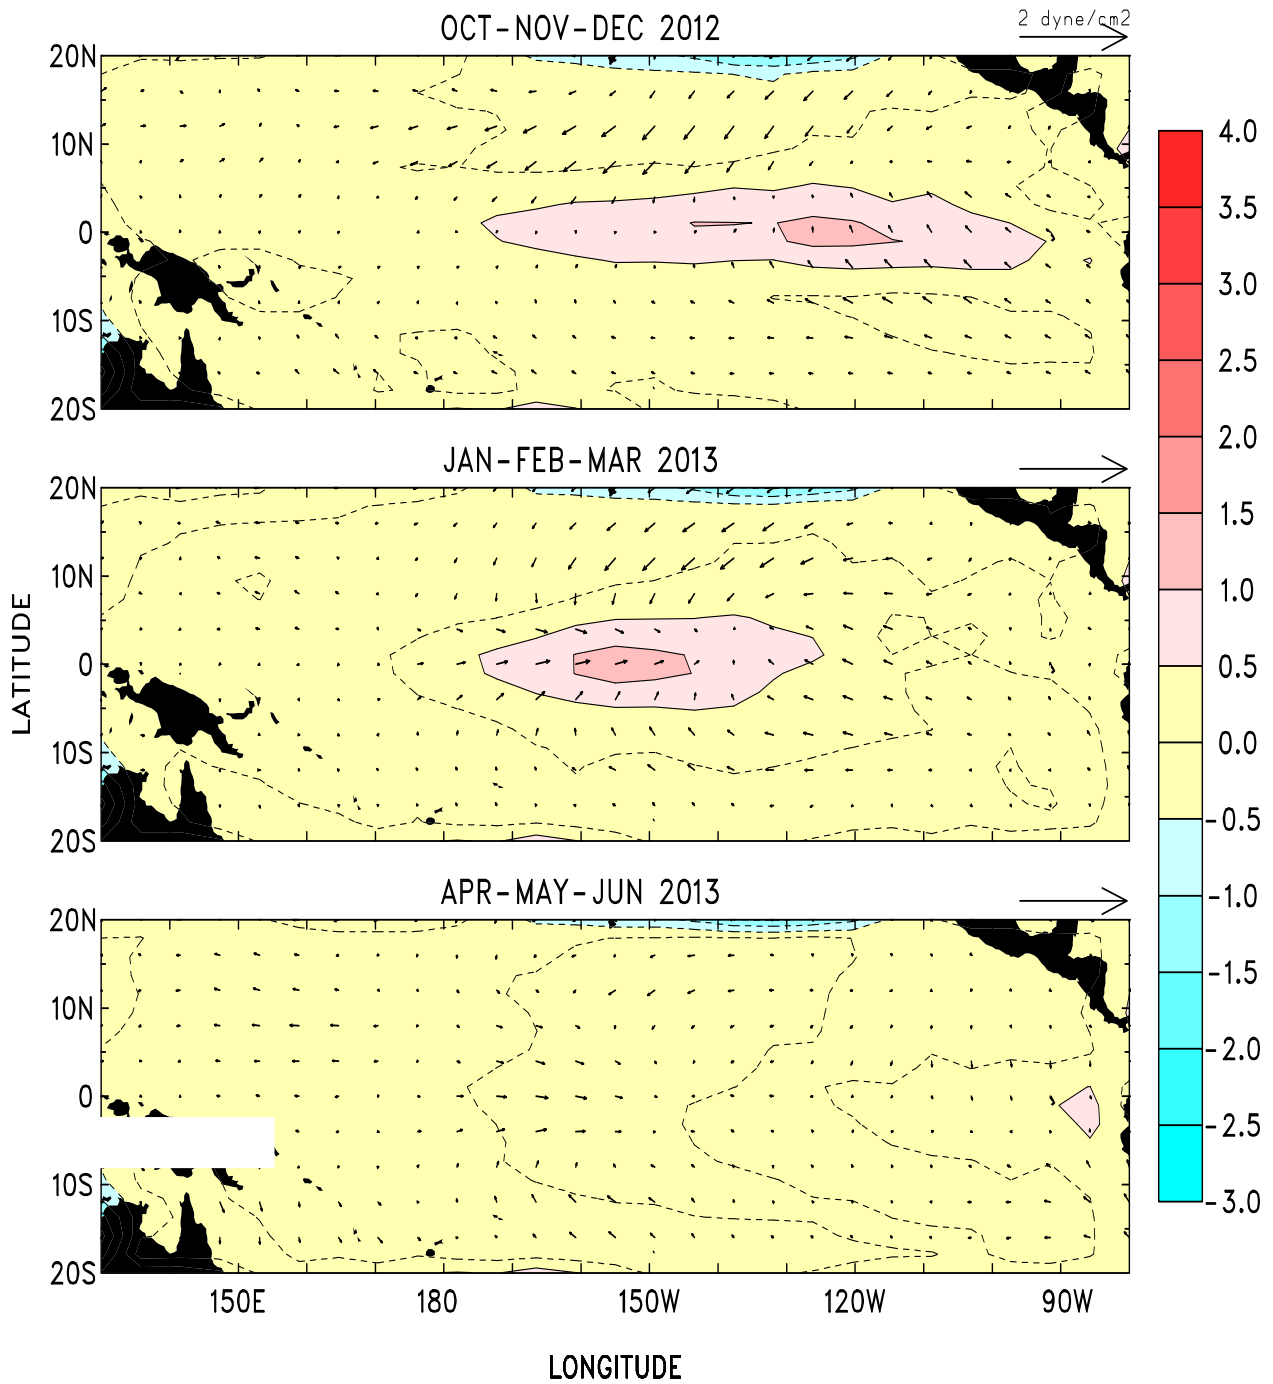 OCT-NOV-DEC 2012
2 dyne/cm2
20N
10N
0
10S
20S
JAN-FEB-MAR 2013
20N
10N
0
10S
20S
LATITUDE
APR-MAY-JUN 2013
20N
10N
0
10S
20S
150E 180 150W 120W 90W
LONGITUDE
4.0
3.5
3.0
2.5
2.0
1.5
1.0
0.5
0.0
-0.5
-1.0
-1.5
-2.0
-2.5
-3.0